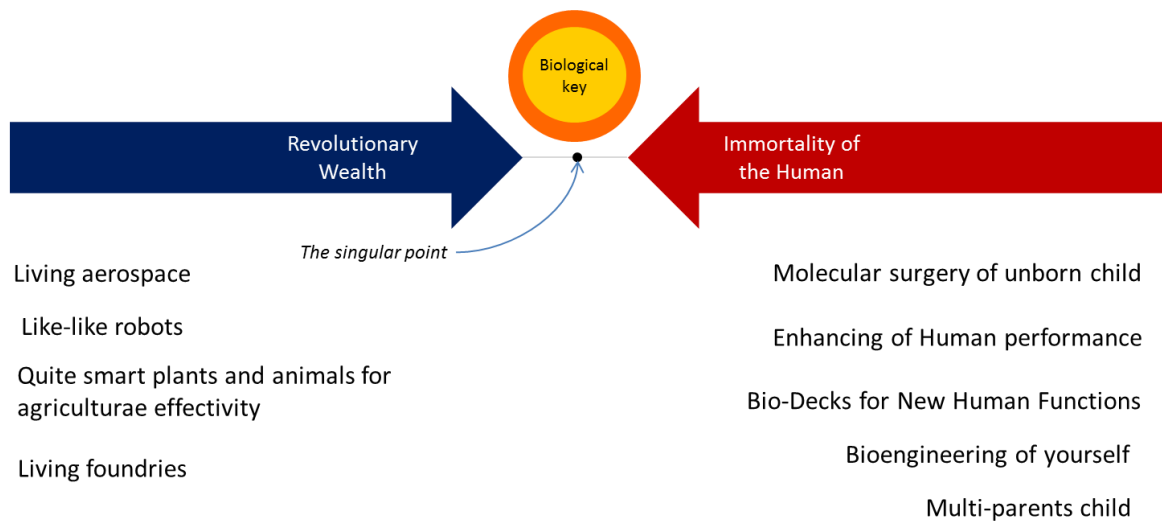 Biological
key
Revolutionary
Wealth
Immortality of
the Human
The singular point
Living aerospace
Like-like robots
Quite smart plants and animals for
agriculturae effectivity
Living foundries
Molecular surgery of unborn child
Enhancing of Human performance
Bio-Decks for New Human Functions
Bioengineering of yourself
Multi-parents child